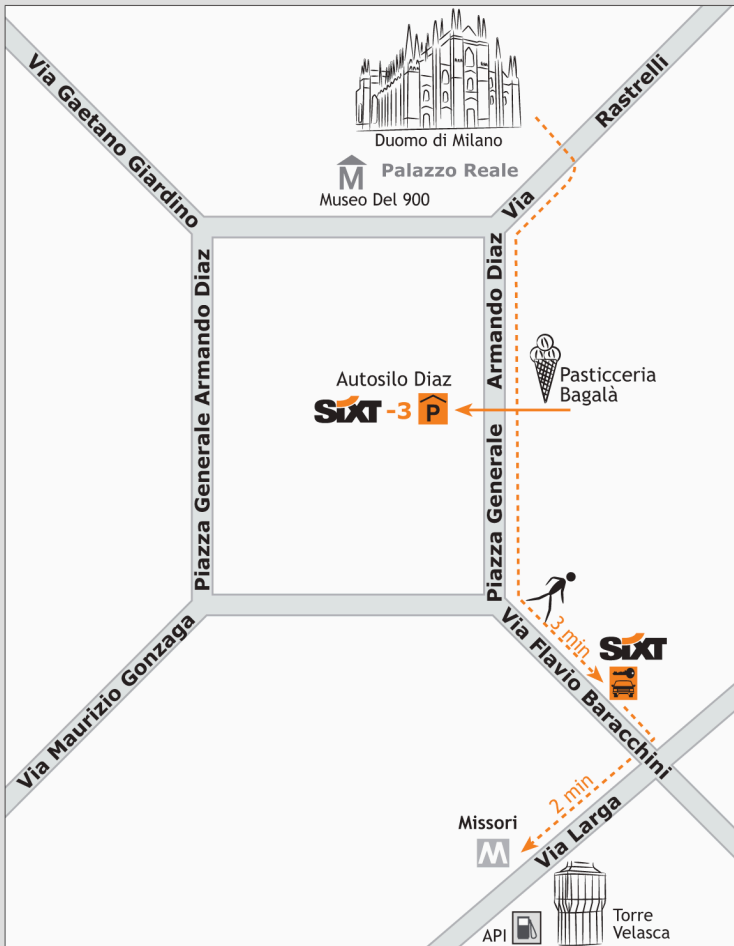 Via Gaetano Giardino
Duomo di Milano
Via Rastrelli
M Palazzo Reale
Museo Del 900
Piazza Generale Armando Diaz
Piazza Generale Armando Diaz
Autosilo Diaz
SIXT -3 P
Pasticceria
Bagalà
3 min
SIXT
Via Flavio Baracchini
Via Maurizio Gonzaga
2 min
Missori
M
Via Larga
API
Torre
Velasca